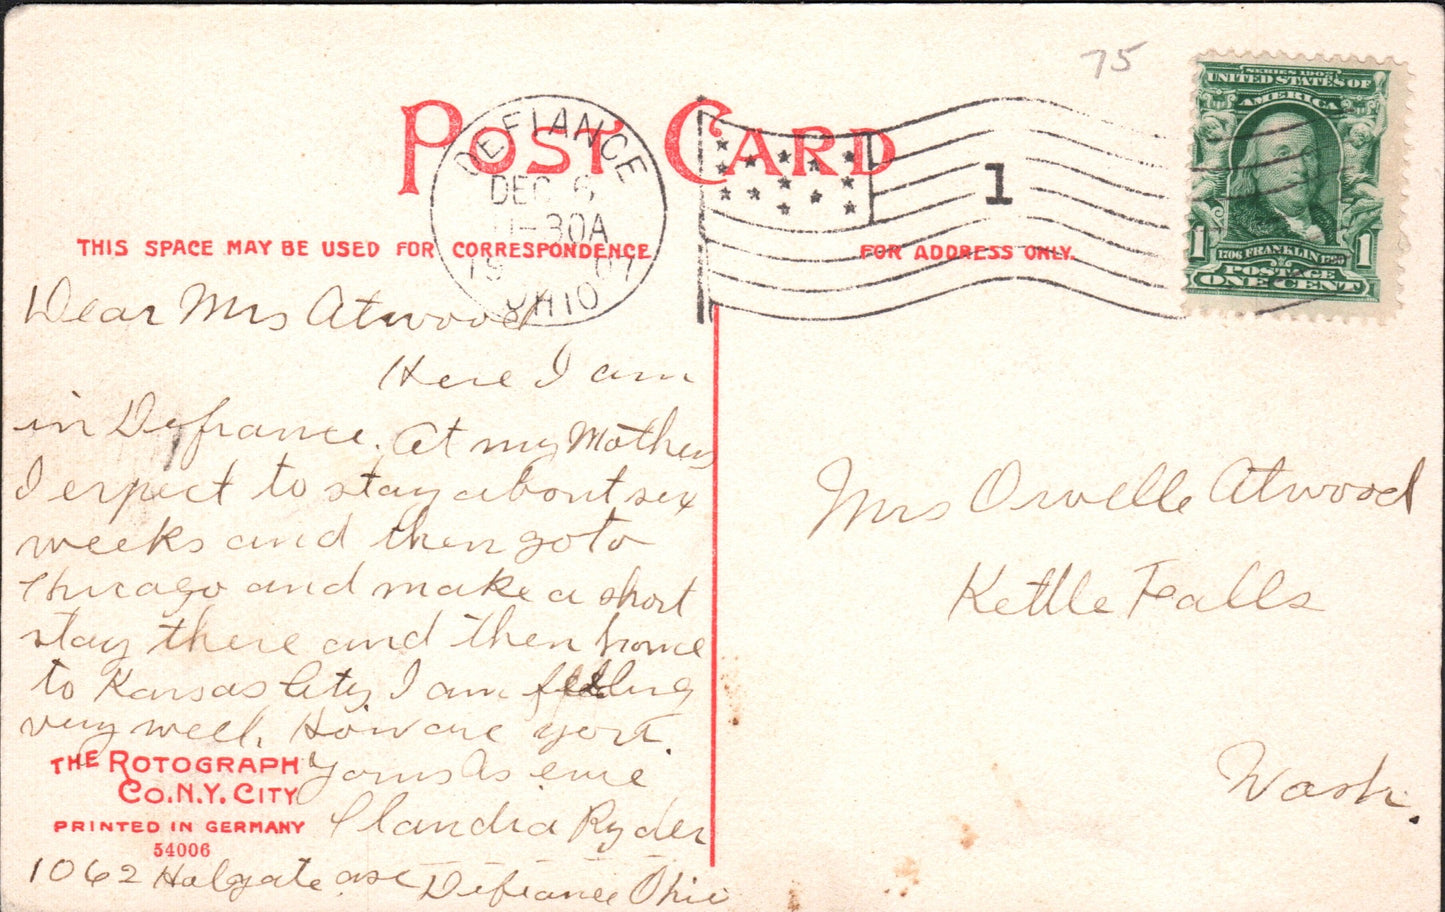 75
SERIES 1902
UNITED STATES OF
AMERICA
1 1706 FRANKLIN 1790 1
POSTAGE
ONE CENT
POST CARD
DEFIANCE
DEC 6
11-30A
19 07
OHIO
1
THIS SPACE MAY BE USED FOR CORRESPONDENCE
FOR ADDRESS ONLY.
Dear Mrs Atwood
Here I am
in Defiance. At my Mothers
I expect to stay about six
weeks and then go to
Chicago and make a short
stay there and then home
to Kansas City I am feeling
very well. How are you.
Yours as ever
Claudia Ryder
1062 Holgate ave Defiance Ohio
THE ROTOGRAPH
CO. N.Y. CITY
PRINTED IN GERMANY
54006
Mrs Orvelle Atwood
Kettle Falls
Wash.